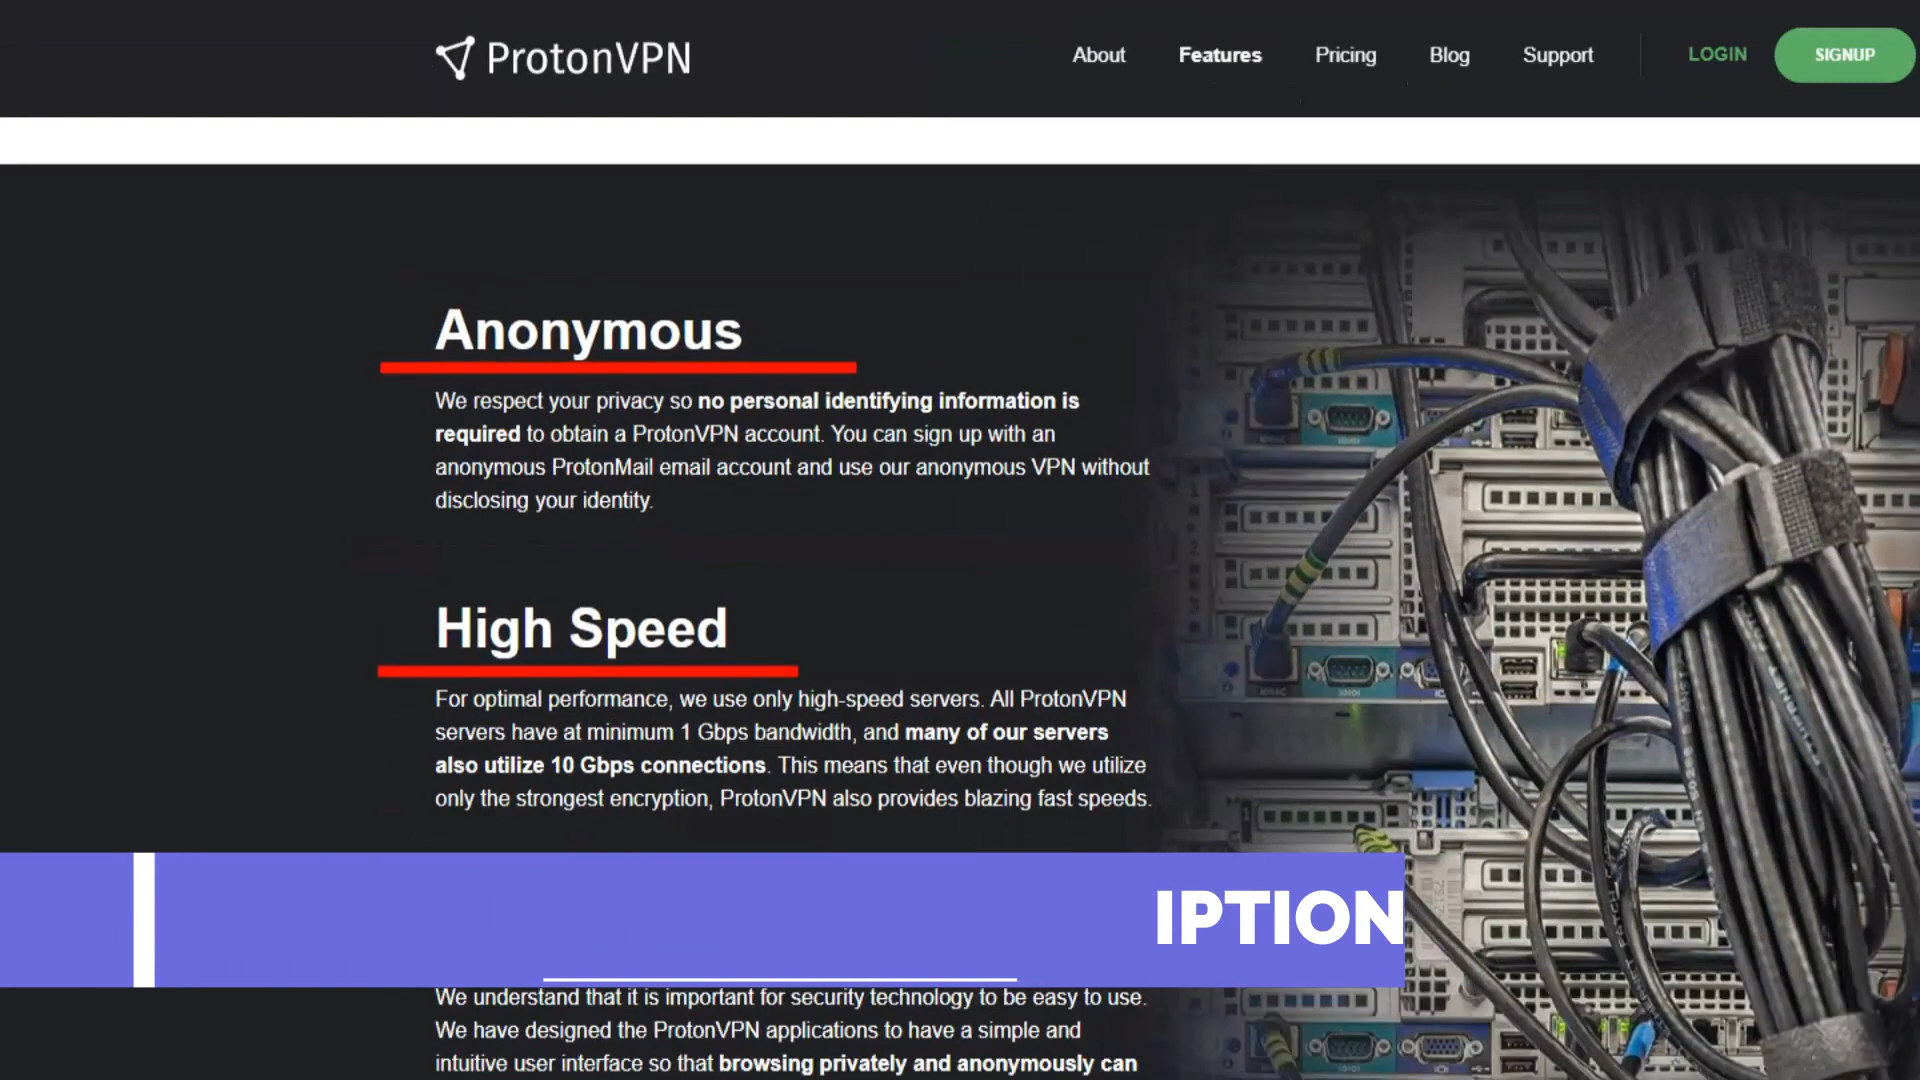 ProtonVPN
About Features Pricing Blog Support LOGIN SIGNUP
Anonymous
We respect your privacy so no personal identifying information is
required to obtain a ProtonVPN account. You can sign up with an
anonymous ProtonMail email account and use our anonymous VPN without
disclosing your identity.
High Speed
For optimal performance, we use only high-speed servers. All ProtonVPN
servers have at minimum 1 Gbps bandwidth, and many of our servers
also utilize 10 Gbps connections. This means that even though we utilize
only the strongest encryption, ProtonVPN also provides blazing fast speeds.
IPTION
We understand that it is important for security technology to be easy to use.
We have designed the ProtonVPN applications to have a simple and
intuitive user interface so that browsing privately and anonymously can